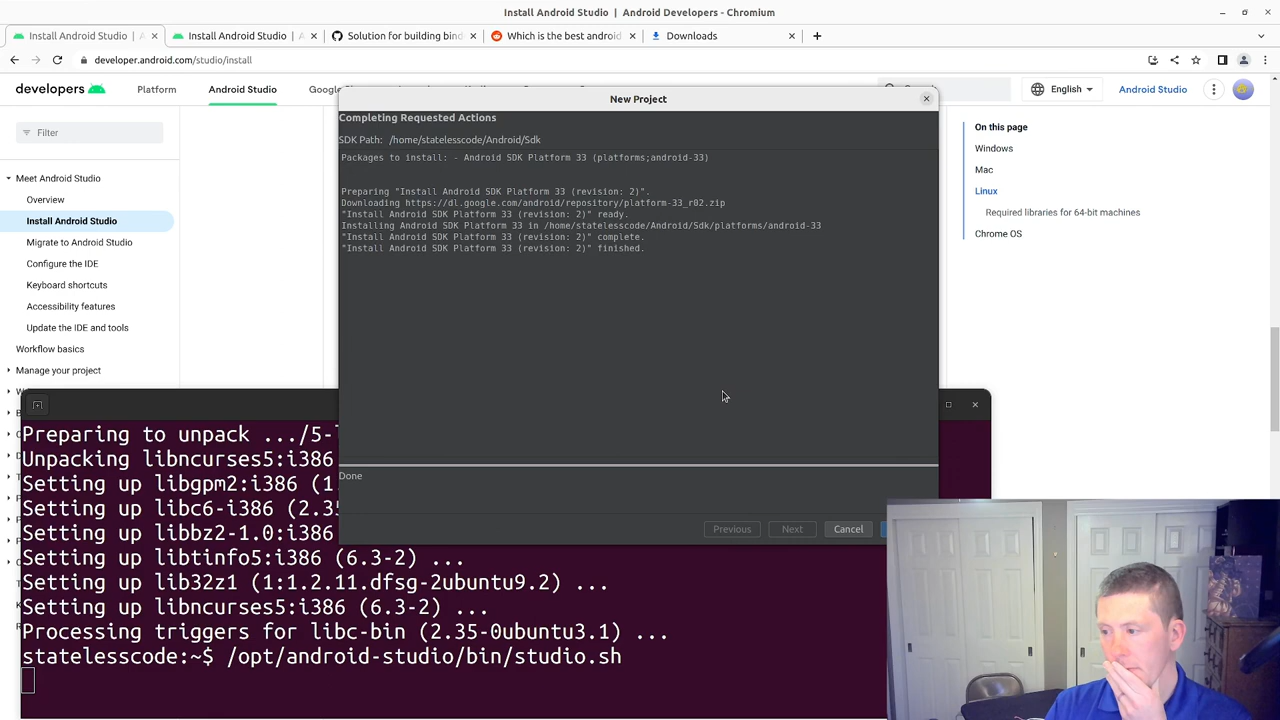 Install Android Studio | Android Developers - Chromium
Install Android Studio | A
Install Android Studio | A
Solution for building bind
Which is the best android
Downloads
developer.android.com/studio/install
developers
Platform
Android Studio
English
Android Studio
Filter
Meet Android Studio
Overview
Install Android Studio
Migrate to Android Studio
Configure the IDE
Keyboard shortcuts
Accessibility features
Update the IDE and tools
Workflow basics
Manage your project
New Project
Completing Requested Actions
SDK Path: /home/statelesscode/Android/Sdk
Packages to install: - Android SDK Platform 33 (platforms;android-33)
Preparing "Install Android SDK Platform 33 (revision: 2)".
Downloading https://dl.google.com/android/repository/platform-33_r02.zip
"Install Android SDK Platform 33 (revision: 2)" ready.
Installing Android SDK Platform 33 in /home/statelesscode/Android/Sdk/platforms/android-33
"Install Android SDK Platform 33 (revision: 2)" complete.
"Install Android SDK Platform 33 (revision: 2)" finished.
Done
Previous
Next
Cancel
On this page
Windows
Mac
Linux
Required libraries for 64-bit machines
Chrome OS
Preparing to unpack .../5-
Unpacking libncurses5:i386
Setting up libgpm2:i386 (1
Setting up libc6-i386 (2.35
Setting up libbz2-1.0:i386
Setting up libtinfo5:i386 (6.3-2) ...
Setting up lib32z1 (1:1.2.11.dfsg-2ubuntu9.2) ...
Setting up libncurses5:i386 (6.3-2) ...
Processing triggers for libc-bin (2.35-0ubuntu3.1) ...
statelesscode:~$ /opt/android-studio/bin/studio.sh